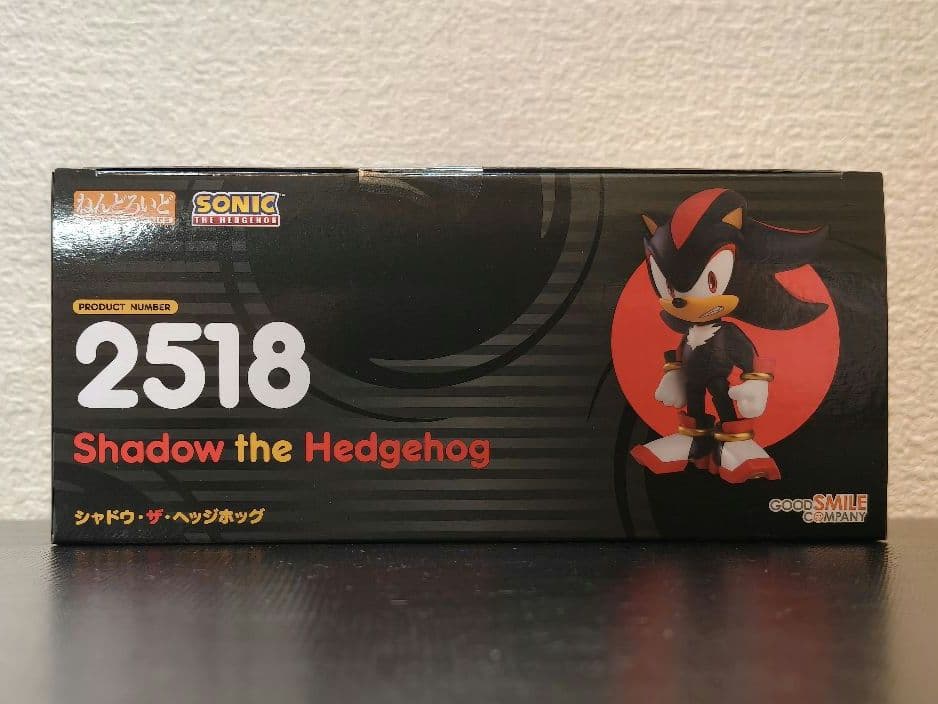 ねんどろいど
SONIC
THE HEDGEHOG
PRODUCT NUMBER
2518
Shadow the Hedgehog
シャドウ・ザ・ヘッジホッグ
GOOD SMILE
COMPANY